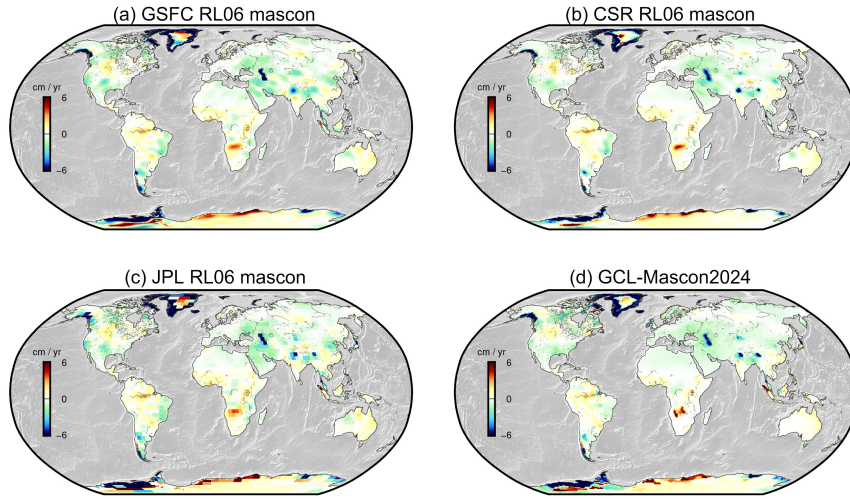 (a) GSFC RL06 mascon
cm / yr
6
0
−6
(b) CSR RL06 mascon
cm / yr
6
0
−6
(c) JPL RL06 mascon
cm / yr
6
0
−6
(d) GCL-Mascon2024
cm / yr
6
0
−6